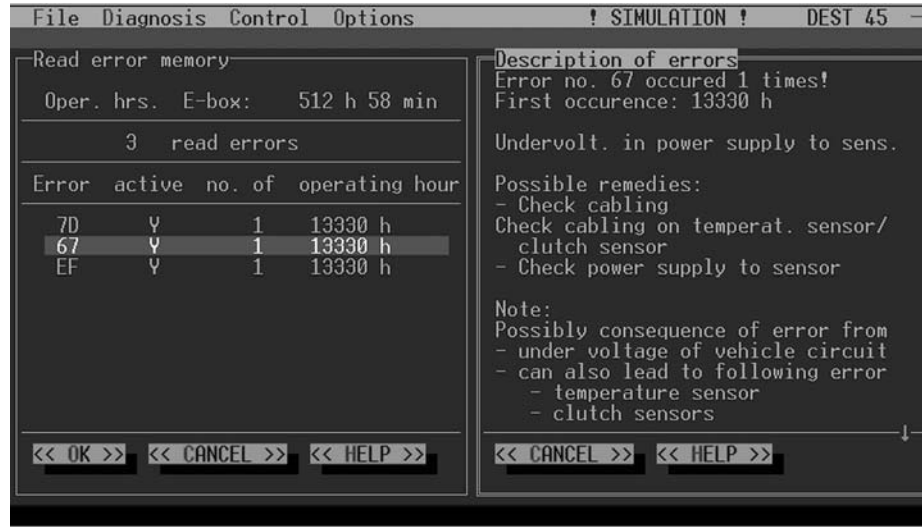 File Diagnosis Control Options ! SIMULATION ! DEST 45
Read error memory
Oper. hrs. E-box: 512 h 58 min
3 read errors
Error active no. of operating hour
7D Y 1 13330 h
67 Y 1 13330 h
EF Y 1 13330 h
<< OK >> << CANCEL >> << HELP >>
Description of errors
Error no. 67 occured 1 times!
First occurence: 13330 h
Undervolt. in power supply to sens.
Possible remedies:
- Check cabling
Check cabling on temperat. sensor/
clutch sensor
- Check power supply to sensor
Note:
Possibly consequence of error from
- under voltage of vehicle circuit
- can also lead to following error
- temperature sensor
- clutch sensors
<< CANCEL >> << HELP >>